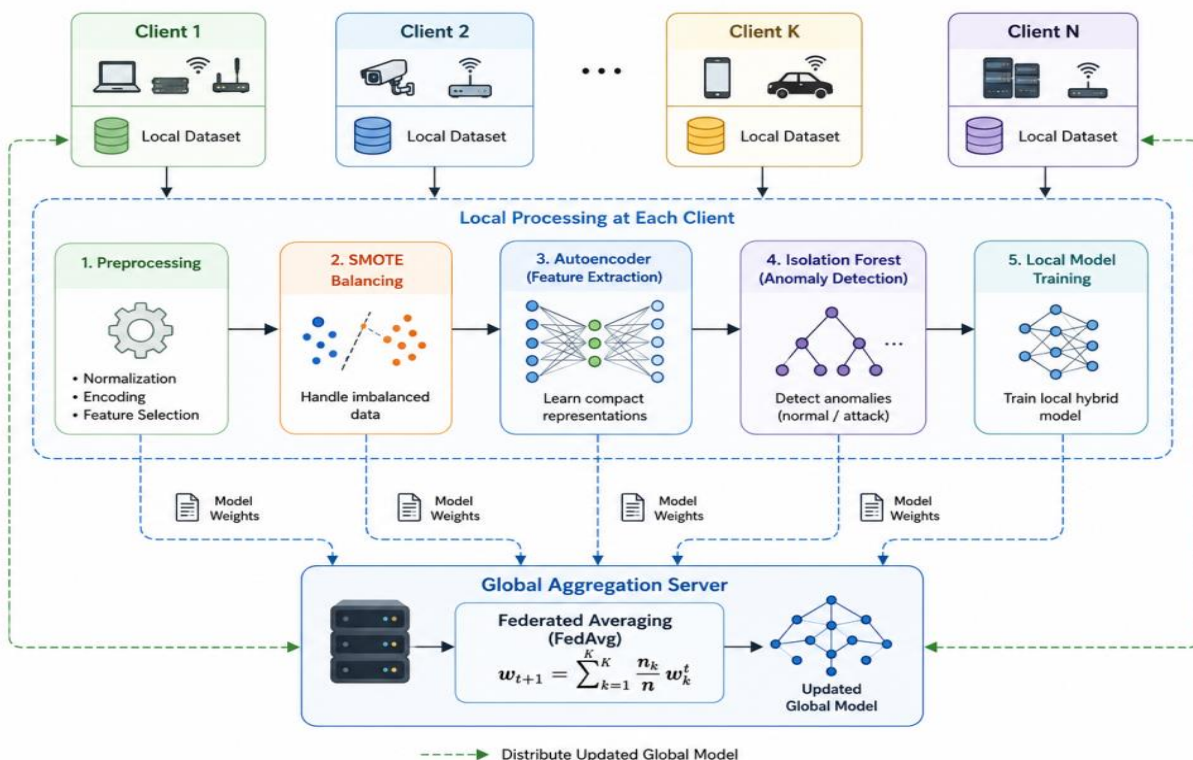 Client 1
Client 2
Client K
Client N
...
Local Dataset
Local Dataset
Local Dataset
Local Dataset
Local Processing at Each Client
1. Preprocessing
• Normalization
• Encoding
• Feature Selection
2. SMOTE
Balancing
Handle imbalanced
data
3. Autoencoder
(Feature Extraction)
Learn compact
representations
4. Isolation Forest
(Anomaly Detection)
...
Detect anomalies
(normal / attack)
5. Local Model
Training
Train local hybrid
model
Model
Weights
Model
Weights
Model
Weights
Model
Weights
Global Aggregation Server
Federated Averaging
(FedAvg)
w_{t+1} = \sum_{k=1}^{K} \frac{n_k}{n} w_k^t
Updated
Global Model
Distribute Updated Global Model